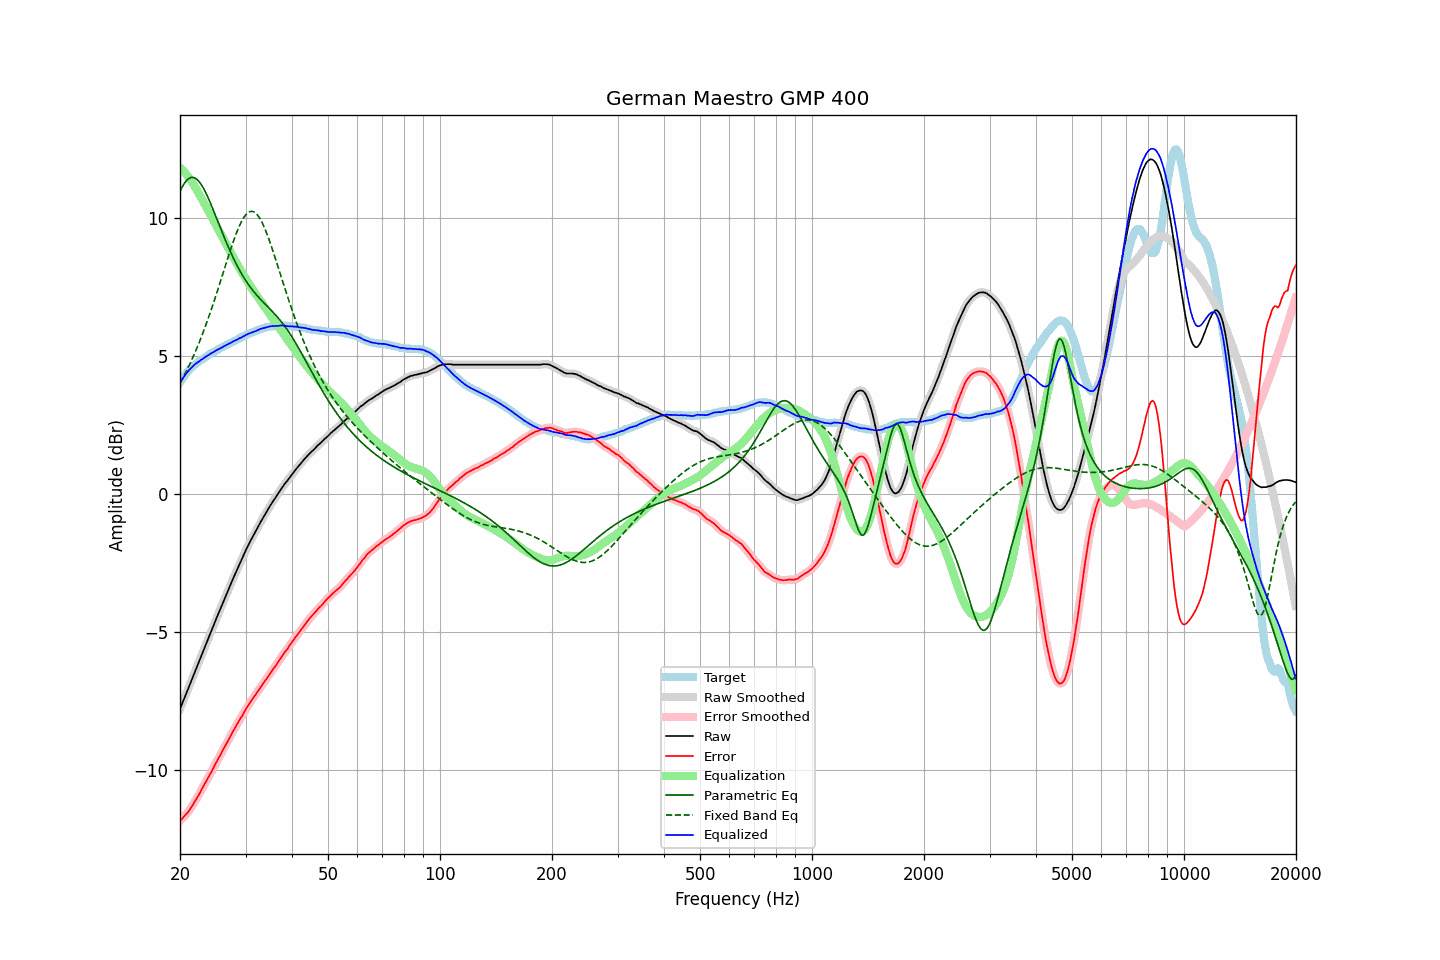 German Maestro GMP 400
Amplitude (dBr)
10
5
0
−5
−10
Target
Raw Smoothed
Error Smoothed
Raw
Error
Equalization
Parametric Eq
Fixed Band Eq
Equalized
20 50 100 200 500 1000 2000 5000 10000 20000
Frequency (Hz)